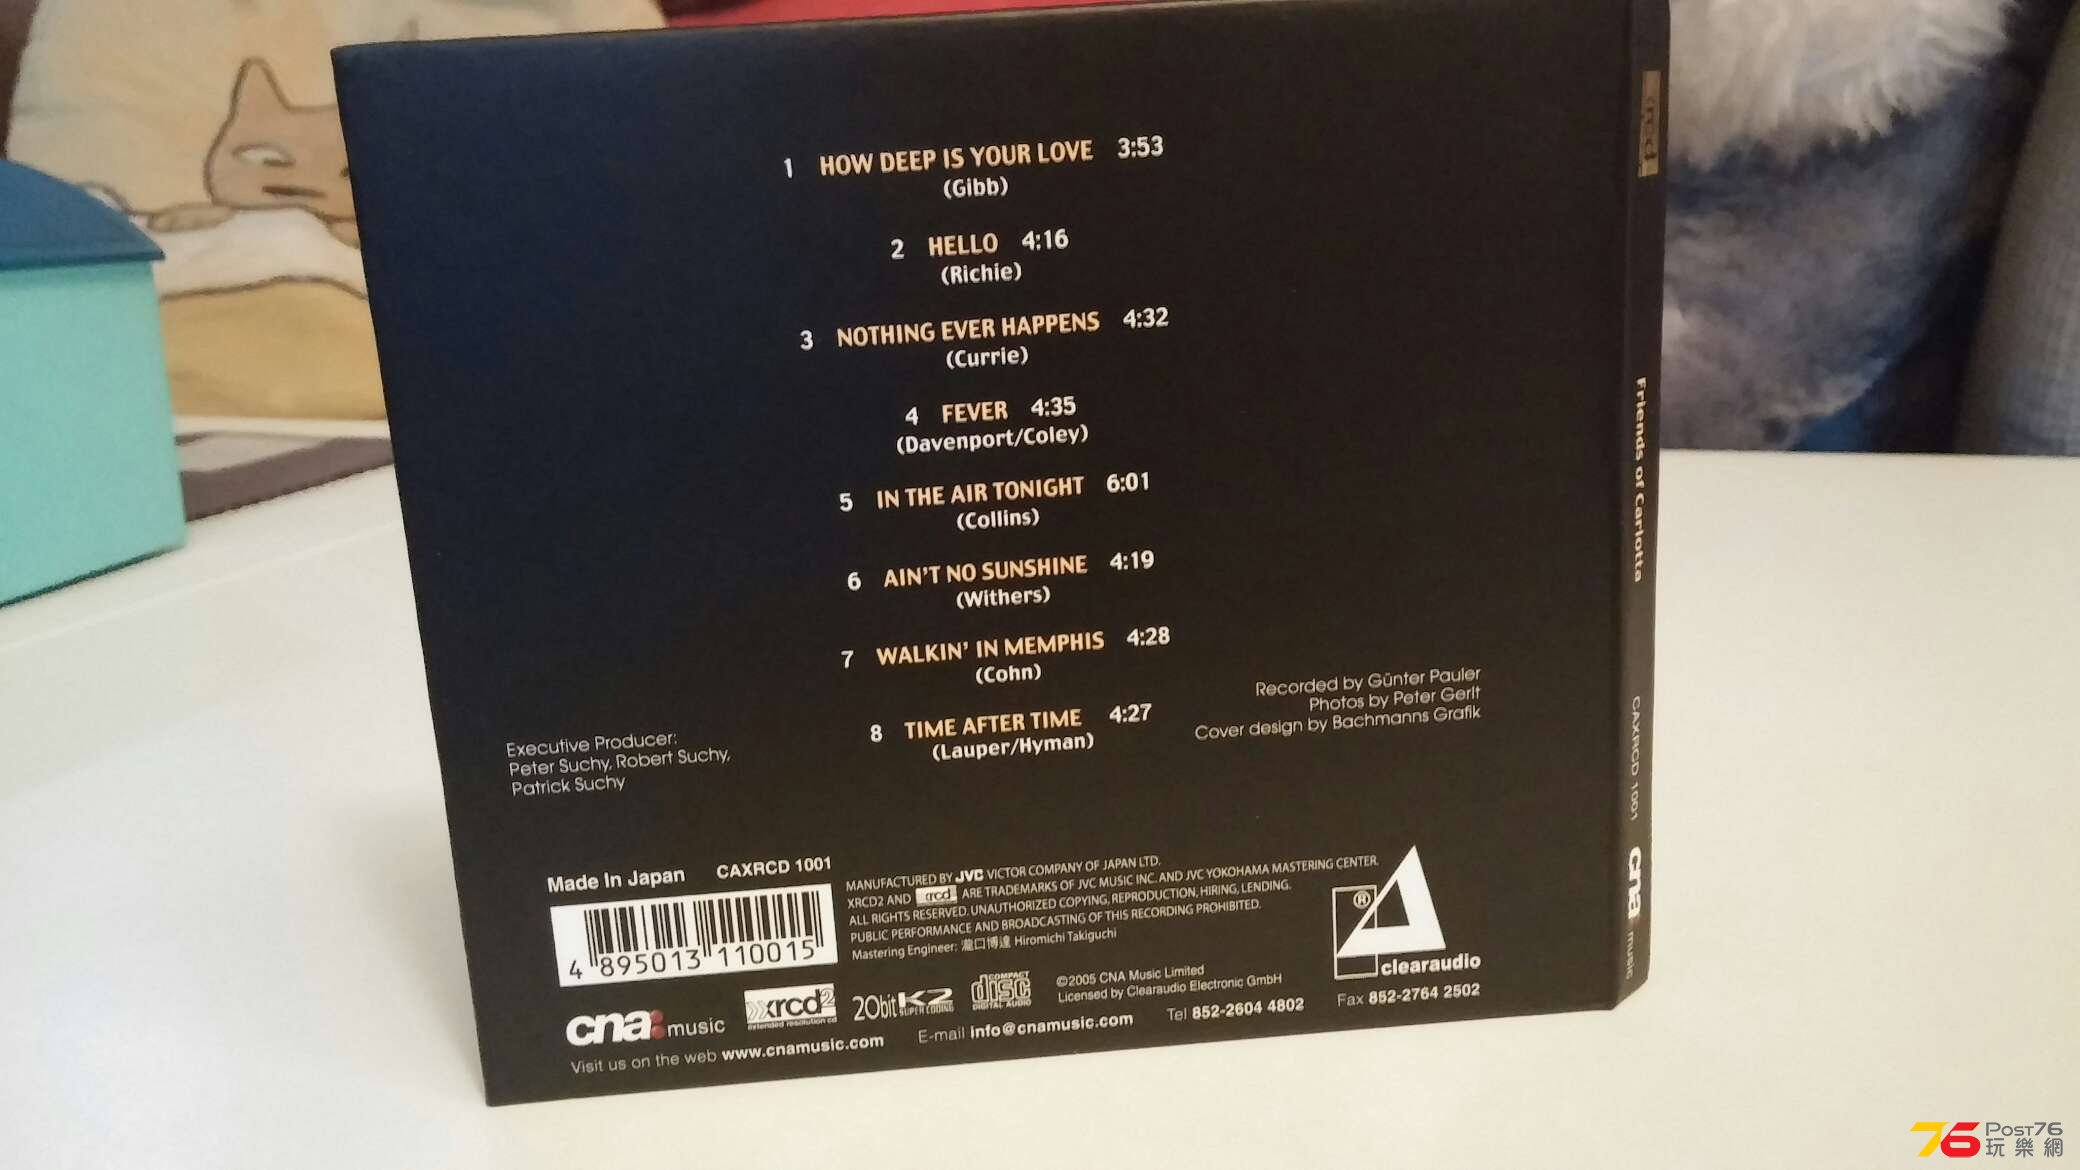 1 HOW DEEP IS YOUR LOVE 3:53
(Gibb)
2 HELLO 4:16
(Richie)
3 NOTHING EVER HAPPENS 4:32
(Currie)
4 FEVER 4:35
(Davenport/Coley)
5 IN THE AIR TONIGHT 6:01
(Collins)
6 AIN'T NO SUNSHINE 4:19
(Withers)
7 WALKIN' IN MEMPHIS 4:28
(Cohn)
8 TIME AFTER TIME 4:27
(Lauper/Hyman)
Executive Producer:
Peter Suchy, Robert Suchy,
Patrick Suchy
Recorded by Günter Pauler
Photos by Peter Gerlt
Cover design by Bachmanns Grafik
Made In Japan CAXRCD 1001
4 895013 110015
MANUFACTURED BY JVC VICTOR COMPANY OF JAPAN LTD.
XRCD2 AND xrcd ARE TRADEMARKS OF JVC MUSIC INC. AND JVC YOKOHAMA MASTERING CENTER.
ALL RIGHTS RESERVED. UNAUTHORIZED COPYING, REPRODUCTION, HIRING, LENDING.
PUBLIC PERFORMANCE AND BROADCASTING OF THIS RECORDING PROHIBITED.
Mastering Engineer: 瀧口博達 Hiromichi Takiguchi
®
clearaudio
cna: music
xrcd2
extended resolution cd
20bit K2
SUPER CODING
COMPACT
disc
DIGITAL AUDIO
©2005 CNA Music Limited
Licensed by Clearaudio Electronic GmbH
Visit us on the web www.cnamusic.com
E-mail info@cnamusic.com
Tel 852-2604 4802
Fax 852-2764 2502
xrcd
Friends of Carlotta
CAXRCD 1001
cna: music
76 POST76
玩樂網